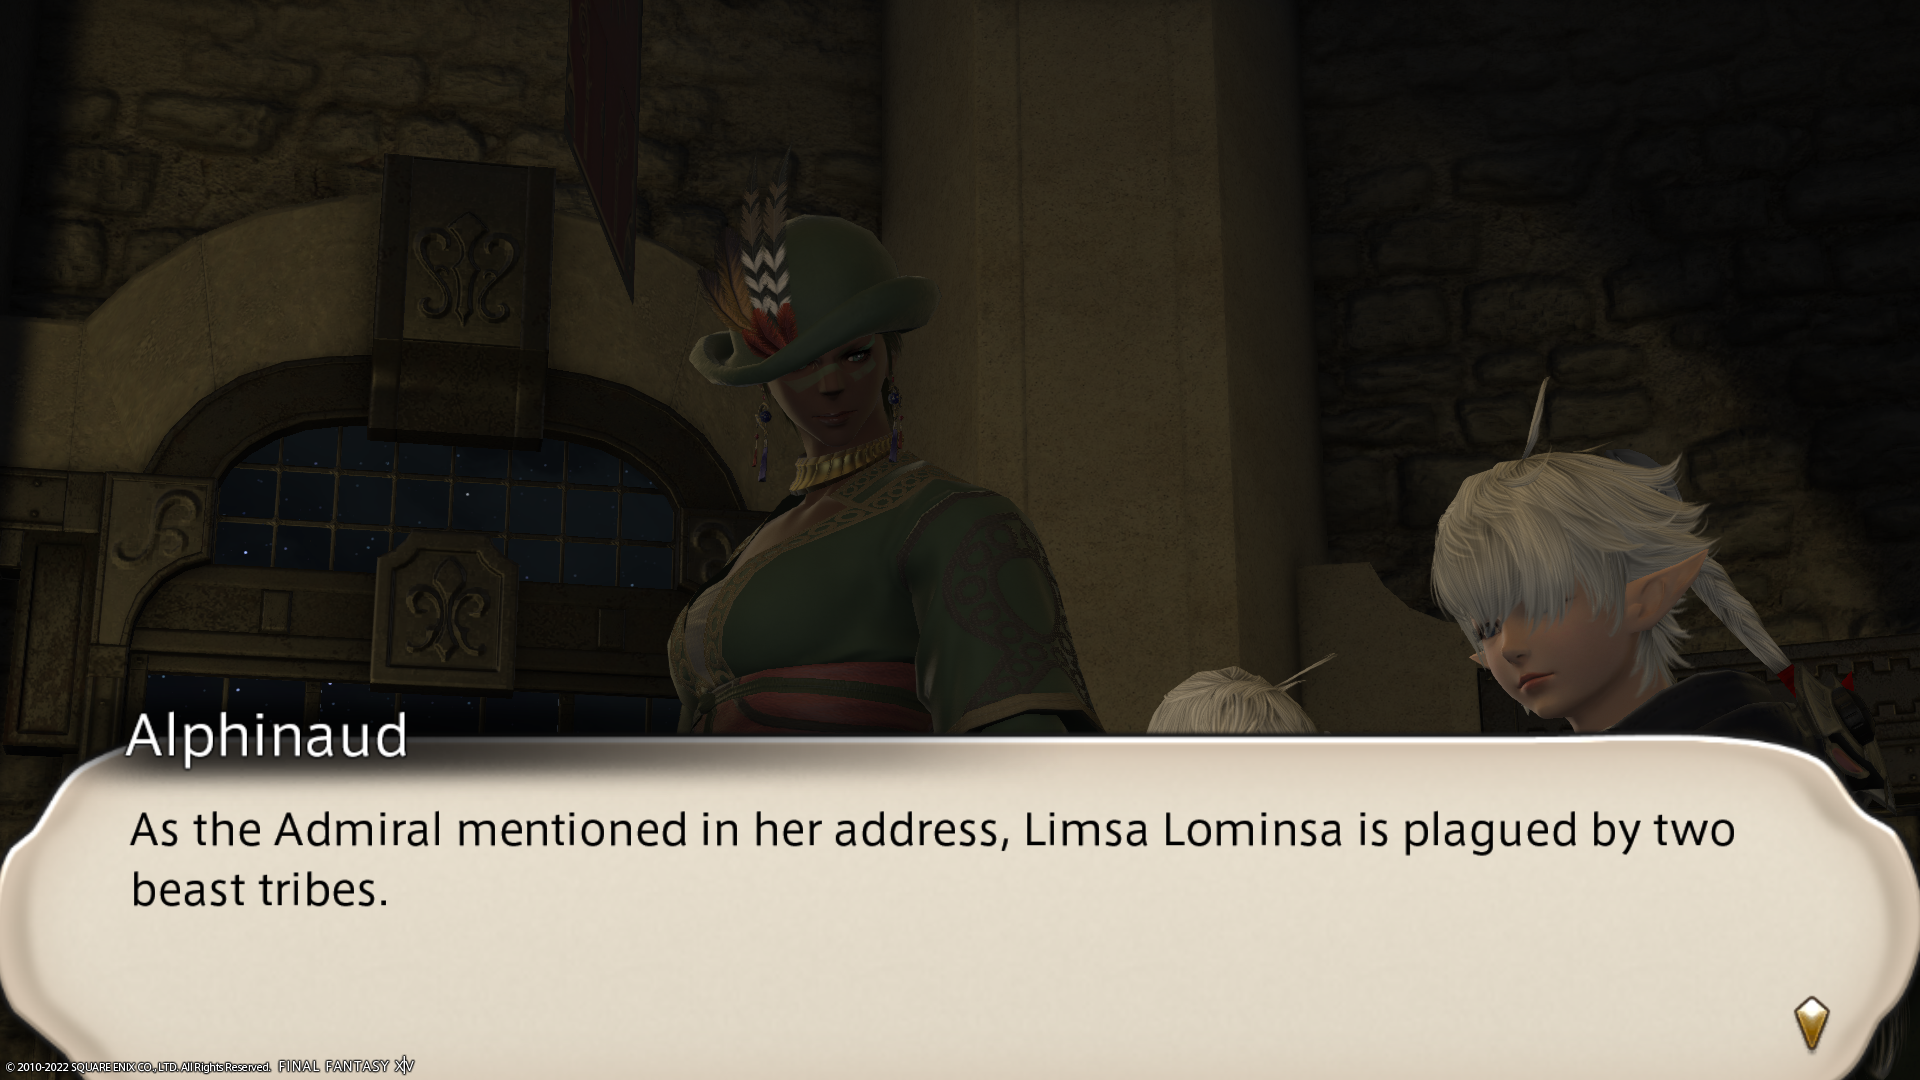 Alphinaud
As the Admiral mentioned in her address, Limsa Lominsa is plagued by two
beast tribes.
© 2010-2022 SQUARE ENIX CO., LTD. All Rights Reserved. FINAL FANTASY XIV